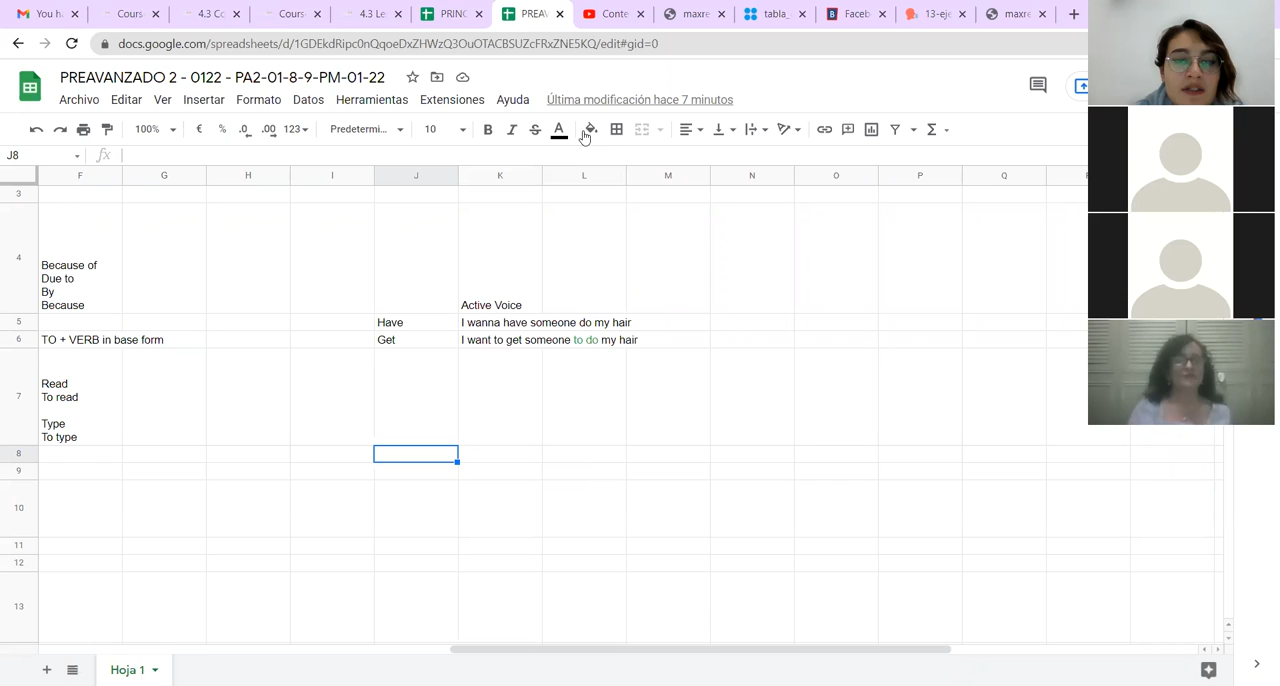 You ha
Cours
4.3 Co
Cours
4.3 Le
PRINC
PREAV
Conte
maxre
tabla_
Faceb
13-eje
maxre
docs.google.com/spreadsheets/d/1GDEkdRipc0nQqoeDxZHWzQ3OuOTACBSUZcFRxZNE5KQ/edit#gid=0
PREAVANZADO 2 - 0122 - PA2-01-8-9-PM-01-22
Archivo Editar Ver Insertar Formato Datos Herramientas Extensiones Ayuda Última modificación hace 7 minutos
100% € % .0 .00 123 Predetermi... 10 B I S A Σ
J8 fx
F G H I J K L M N O P Q
3
4
Because of
Due to
By
Because
Active Voice
5 Have I wanna have someone do my hair
6 TO + VERB in base form Get I want to get someone to do my hair
7
Read
To read
Type
To type
8
9
10
11
12
13
Hoja 1